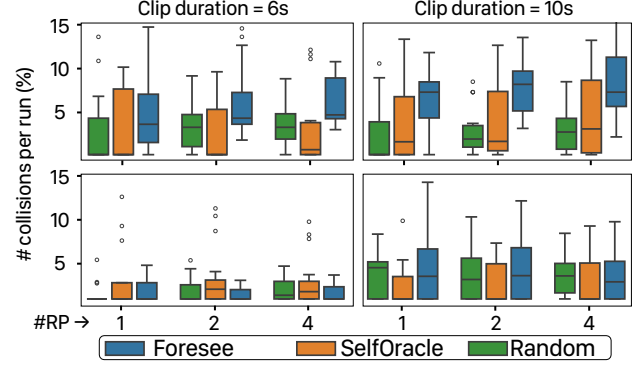 Clip duration = 6s
Clip duration = 10s
# collisions per run (%)
15
10
5
15
10
5
#RP →
1
2
4
1
2
4
Foresee
SelfOracle
Random